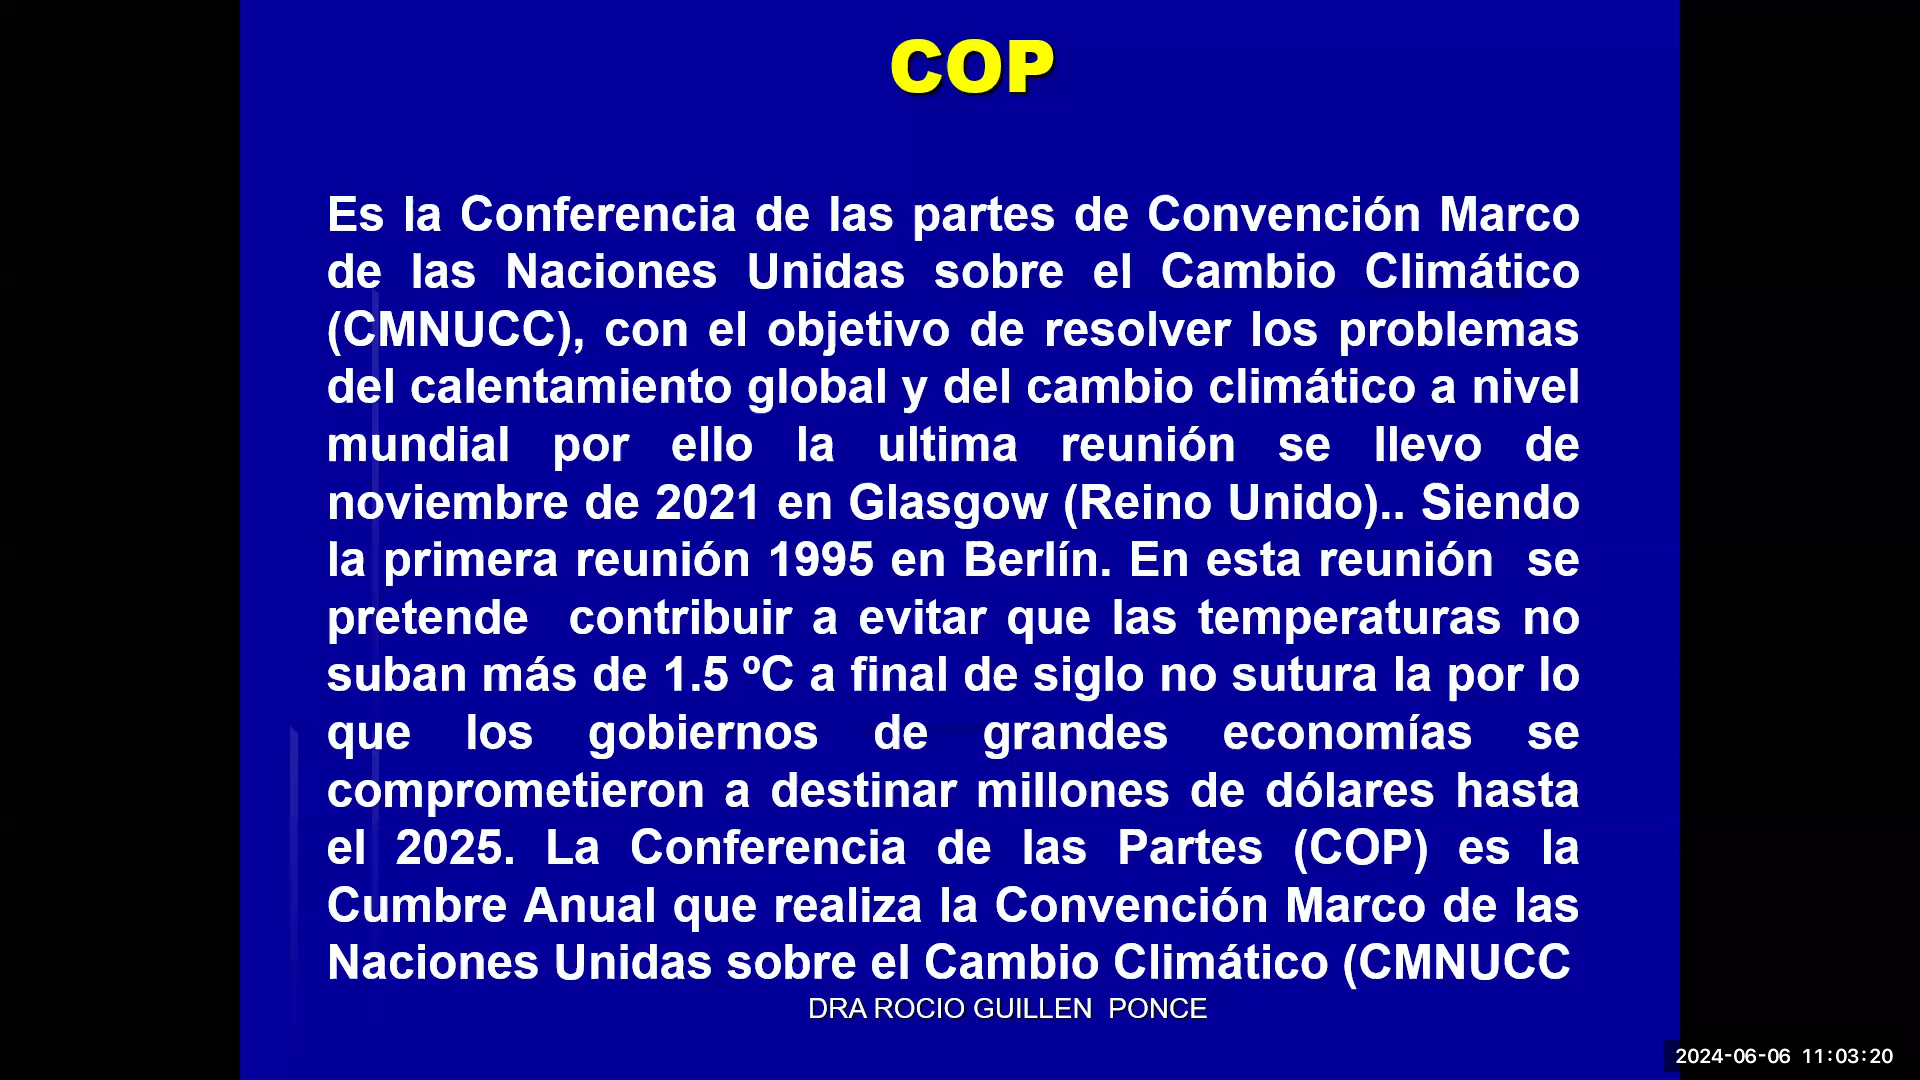 COP
Es la Conferencia de las partes de Convención Marco
de las Naciones Unidas sobre el Cambio Climático
(CMNUCC), con el objetivo de resolver los problemas
del calentamiento global y del cambio climático a nivel
mundial por ello la ultima reunión se llevo de
noviembre de 2021 en Glasgow (Reino Unido).. Siendo
la primera reunión 1995 en Berlín. En esta reunión se
pretende contribuir a evitar que las temperaturas no
suban más de 1.5 ºC a final de siglo no sutura la por lo
que los gobiernos de grandes economías se
comprometieron a destinar millones de dólares hasta
el 2025. La Conferencia de las Partes (COP) es la
Cumbre Anual que realiza la Convención Marco de las
Naciones Unidas sobre el Cambio Climático (CMNUCC
DRA ROCIO GUILLEN PONCE
2024-06-06 11:03:20